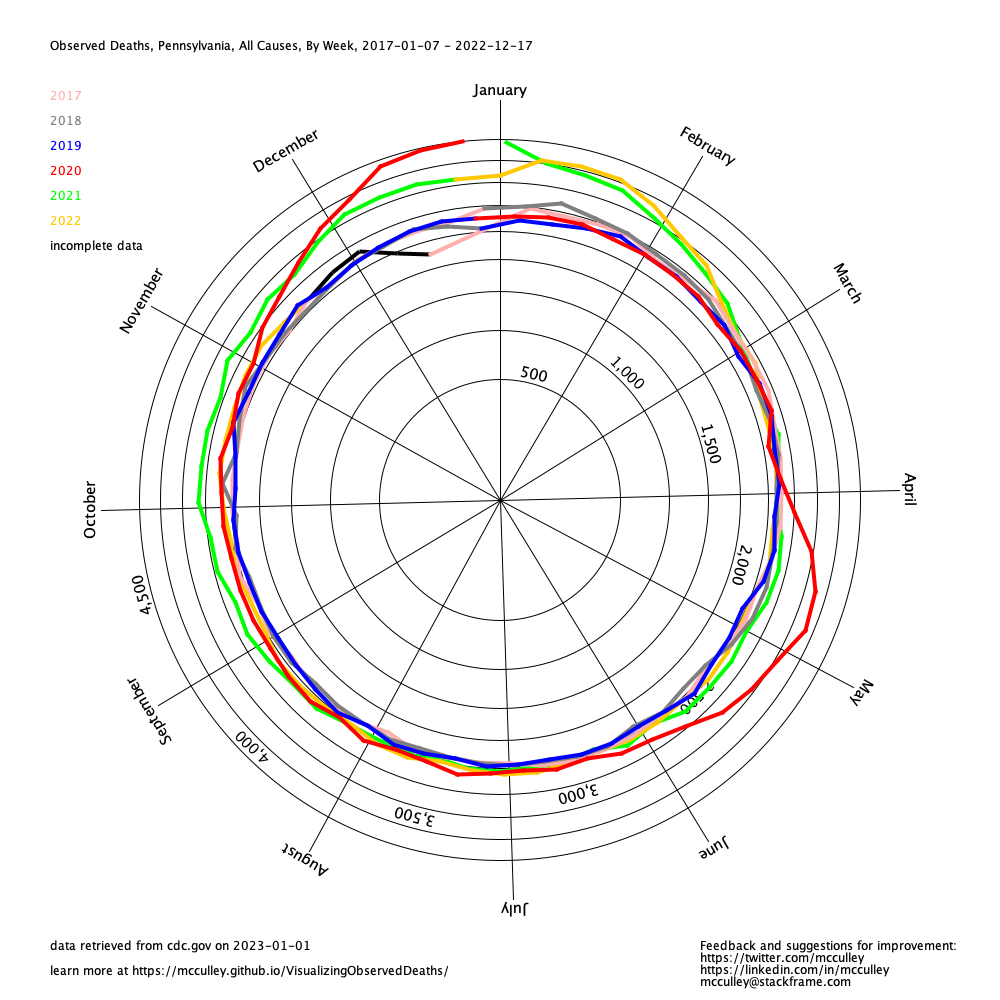 Observed Deaths, Pennsylvania, All Causes, By Week, 2017-01-07 - 2022-12-17
2017
2018
2019
2020
2021
2022
incomplete data
January
February
March
April
May
June
July
August
September
October
November
December
500
1,000
1,500
2,000
3,000
3,500
4,000
4,500
data retrieved from cdc.gov on 2023-01-01
learn more at https://mcculley.github.io/VisualizingObservedDeaths/
Feedback and suggestions for improvement:
https://twitter.com/mcculley
https://linkedin.com/in/mcculley
mcculley@stackframe.com